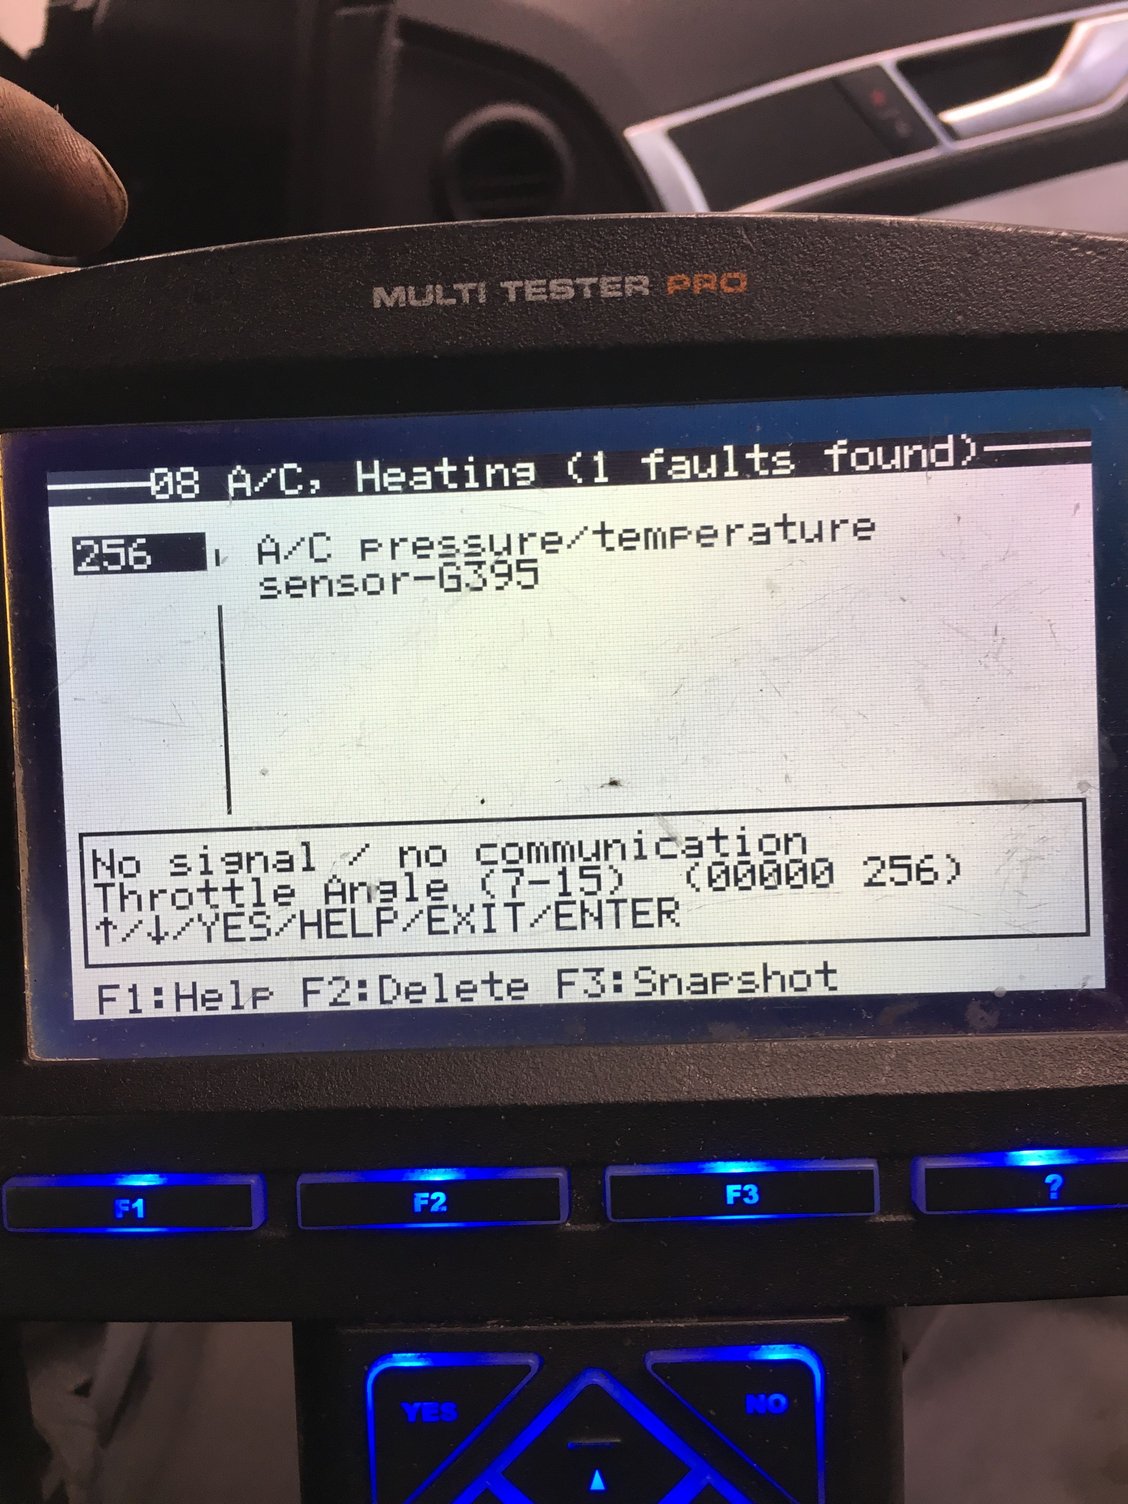 MULTI TESTER PRO
08 A/C, Heating (1 faults found)
256 A/C pressure/temperature
sensor-G395
No signal / no communication
Throttle Angle (7-15) (00000 256)
↑/↓/YES/HELP/EXIT/ENTER
F1:Help F2:Delete F3:Snapshot
F1 F2 F3 ?
YES NO